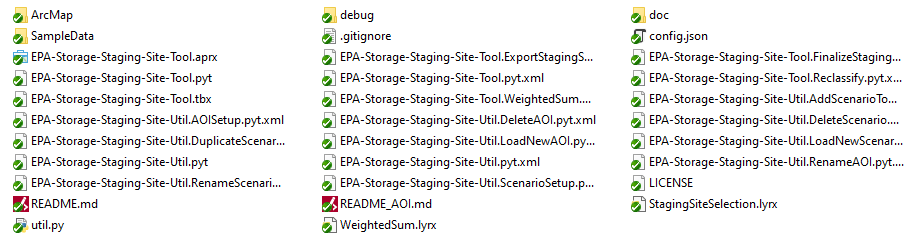 ArcMap
debug
doc
SampleData
.gitignore
config.json
EPA-Storage-Staging-Site-Tool.aprx
EPA-Storage-Staging-Site-Tool.ExportStagingS...
EPA-Storage-Staging-Site-Tool.FinalizeStaging...
EPA-Storage-Staging-Site-Tool.pyt
EPA-Storage-Staging-Site-Tool.pyt.xml
EPA-Storage-Staging-Site-Tool.Reclassify.pyt.x...
EPA-Storage-Staging-Site-Tool.tbx
EPA-Storage-Staging-Site-Tool.WeightedSum....
EPA-Storage-Staging-Site-Util.AddScenarioTo...
EPA-Storage-Staging-Site-Util.AOISetup.pyt.xml
EPA-Storage-Staging-Site-Util.DeleteAOI.pyt.xml
EPA-Storage-Staging-Site-Util.DeleteScenario....
EPA-Storage-Staging-Site-Util.DuplicateScenar...
EPA-Storage-Staging-Site-Util.LoadNewAOI.py...
EPA-Storage-Staging-Site-Util.LoadNewScenar...
EPA-Storage-Staging-Site-Util.pyt
EPA-Storage-Staging-Site-Util.pyt.xml
EPA-Storage-Staging-Site-Util.RenameAOI.pyt....
EPA-Storage-Staging-Site-Util.RenameScenari...
EPA-Storage-Staging-Site-Util.ScenarioSetup.p...
LICENSE
README.md
README_AOI.md
StagingSiteSelection.lyrx
util.py
WeightedSum.lyrx